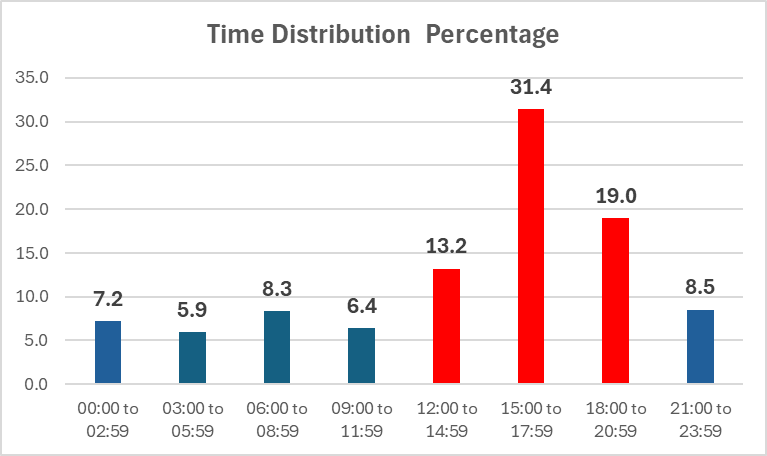 Time Distribution  Percentage
35.0
30.0
25.0
20.0
15.0
10.0
5.0
0.0
7.2
5.9
8.3
6.4
13.2
31.4
19.0
8.5
00:00 to
02:59
03:00 to
05:59
06:00 to
08:59
09:00 to
11:59
12:00 to
14:59
15:00 to
17:59
18:00 to
20:59
21:00 to
23:59